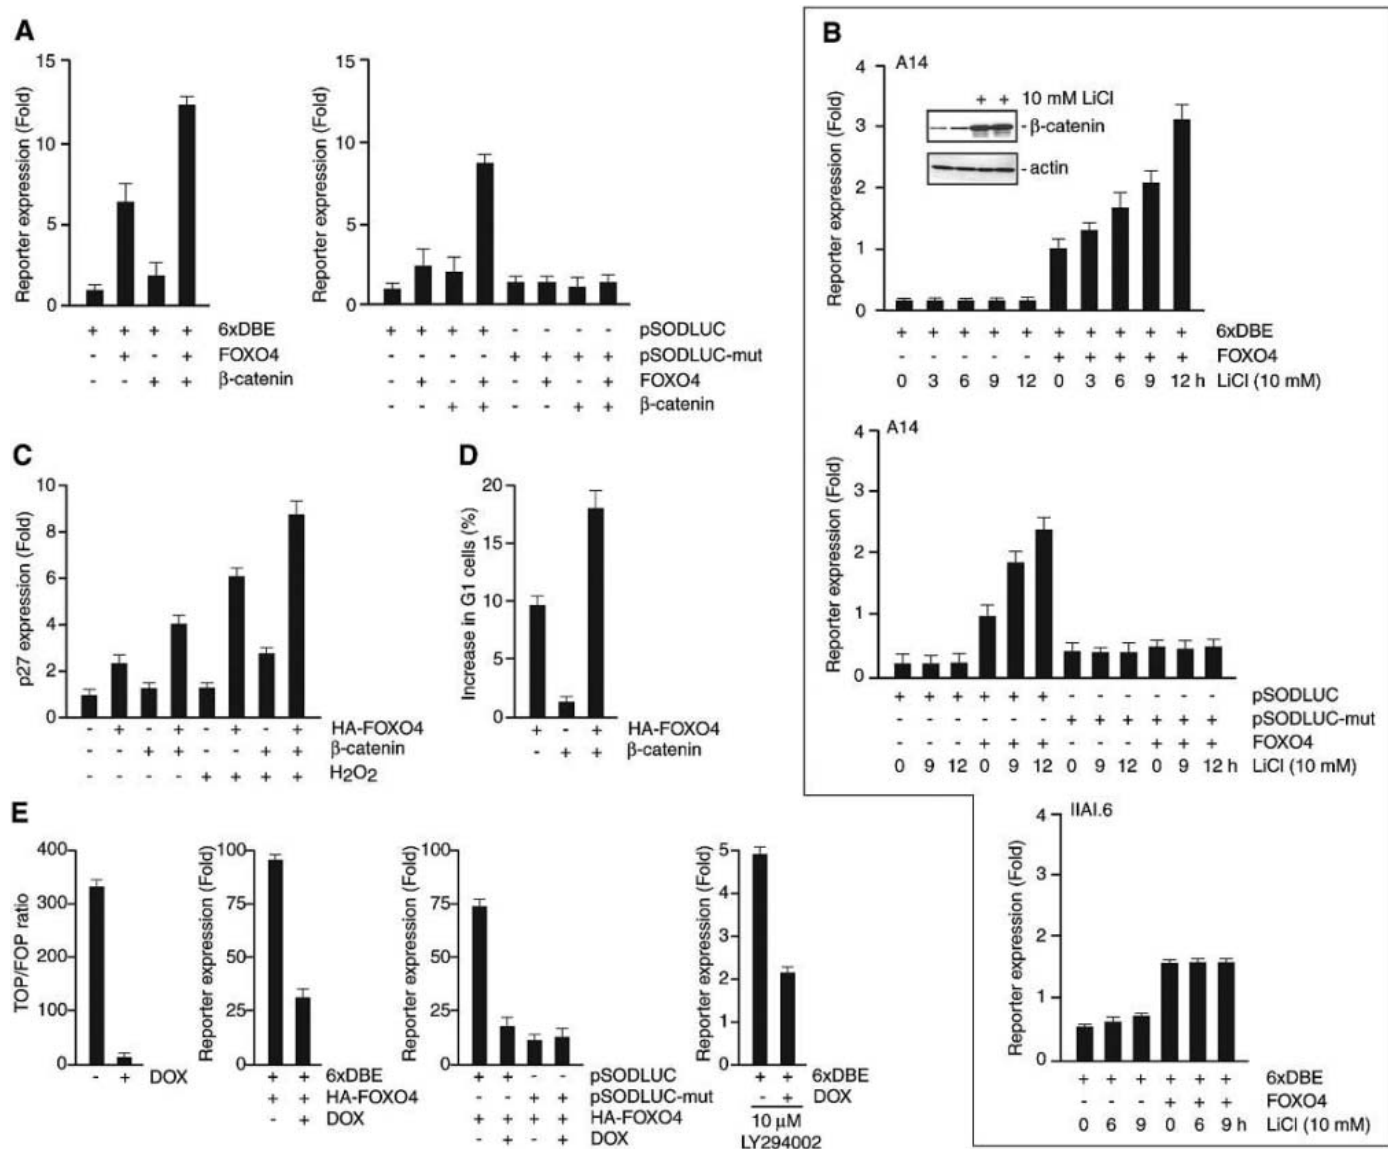 A
15
10
5
0
Reporter expression (Fold)
+ + + + 6xDBE
- + - + FOXO4
- - + + β-catenin
15
10
5
0
Reporter expression (Fold)
+ + + + - - - - pSODLUC
- - - - + + + + pSODLUC-mut
- + - + - + - + FOXO4
- - + + - - + + β-catenin
B
A14
4
3
2
1
0
Reporter expression (Fold)
+ + 10 mM LiCl
- β-catenin
- actin
+ + + + + + + + + + 6xDBE
- - - - - + + + + + FOXO4
0 3 6 9 12 0 3 6 9 12 h LiCl (10 mM)
A14
4
3
2
1
0
Reporter expression (Fold)
+ + + + + + - - - - - - pSODLUC
- - - - - - + + + + + + pSODLUC-mut
- - - + + + - - - + + + FOXO4
0 9 12 0 9 12 0 9 12 0 9 12 h LiCl (10 mM)
IIAI.6
4
3
2
1
0
Reporter expression (Fold)
+ + + + + + 6xDBE
- - - + + + FOXO4
0 6 9 0 6 9 h LiCl (10 mM)
C
10
8
6
4
2
0
p27 expression (Fold)
- + - + - + - + HA-FOXO4
- - + + - - + + β-catenin
- - - - + + + + H2O2
D
20
15
10
5
0
Increase in G1 cells (%)
+ - + HA-FOXO4
- + + β-catenin
E
400
300
200
100
0
TOP/FOP ratio
- + DOX
100
75
50
25
0
Reporter expression (Fold)
+ + 6xDBE
+ + HA-FOXO4
- + DOX
100
75
50
25
0
Reporter expression (Fold)
+ + - - pSODLUC
- - + + pSODLUC-mut
+ + + + HA-FOXO4
- + - + DOX
5
4
3
2
1
0
Reporter expression (Fold)
+ + 6xDBE
- + DOX
10 μM
LY294002